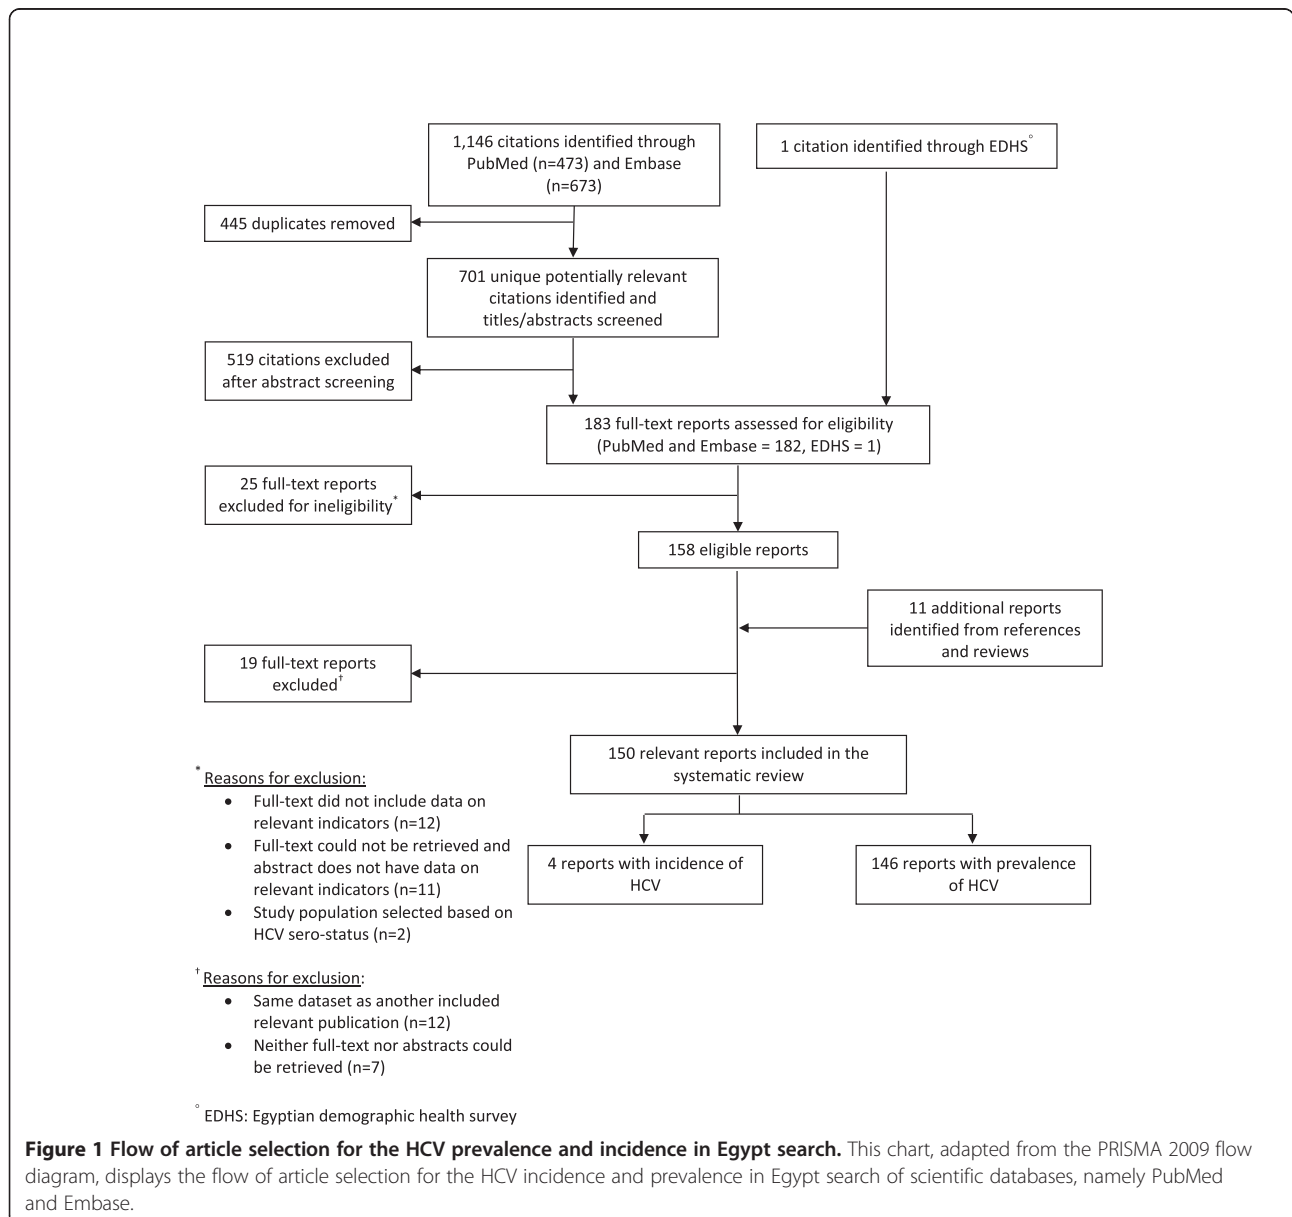 1,146 citations identified through
PubMed (n=473) and Embase
(n=673)
1 citation identified through EDHS°
445 duplicates removed
701 unique potentially relevant
citations identified and
titles/abstracts screened
519 citations excluded
after abstract screening
183 full-text reports assessed for eligibility
(PubMed and Embase = 182, EDHS = 1)
25 full-text reports
excluded for ineligibility*
158 eligible reports
11 additional reports
identified from references
and reviews
19 full-text reports
excluded†
150 relevant reports included in the
systematic review
4 reports with incidence of
HCV
146 reports with prevalence
of HCV
* Reasons for exclusion:
• Full-text did not include data on
relevant indicators (n=12)
• Full-text could not be retrieved and
abstract does not have data on
relevant indicators (n=11)
• Study population selected based on
HCV sero-status (n=2)
† Reasons for exclusion:
• Same dataset as another included
relevant publication (n=12)
• Neither full-text nor abstracts could
be retrieved (n=7)
° EDHS: Egyptian demographic health survey
Figure 1 Flow of article selection for the HCV prevalence and incidence in Egypt search. This chart, adapted from the PRISMA 2009 flow
diagram, displays the flow of article selection for the HCV incidence and prevalence in Egypt search of scientific databases, namely PubMed
and Embase.